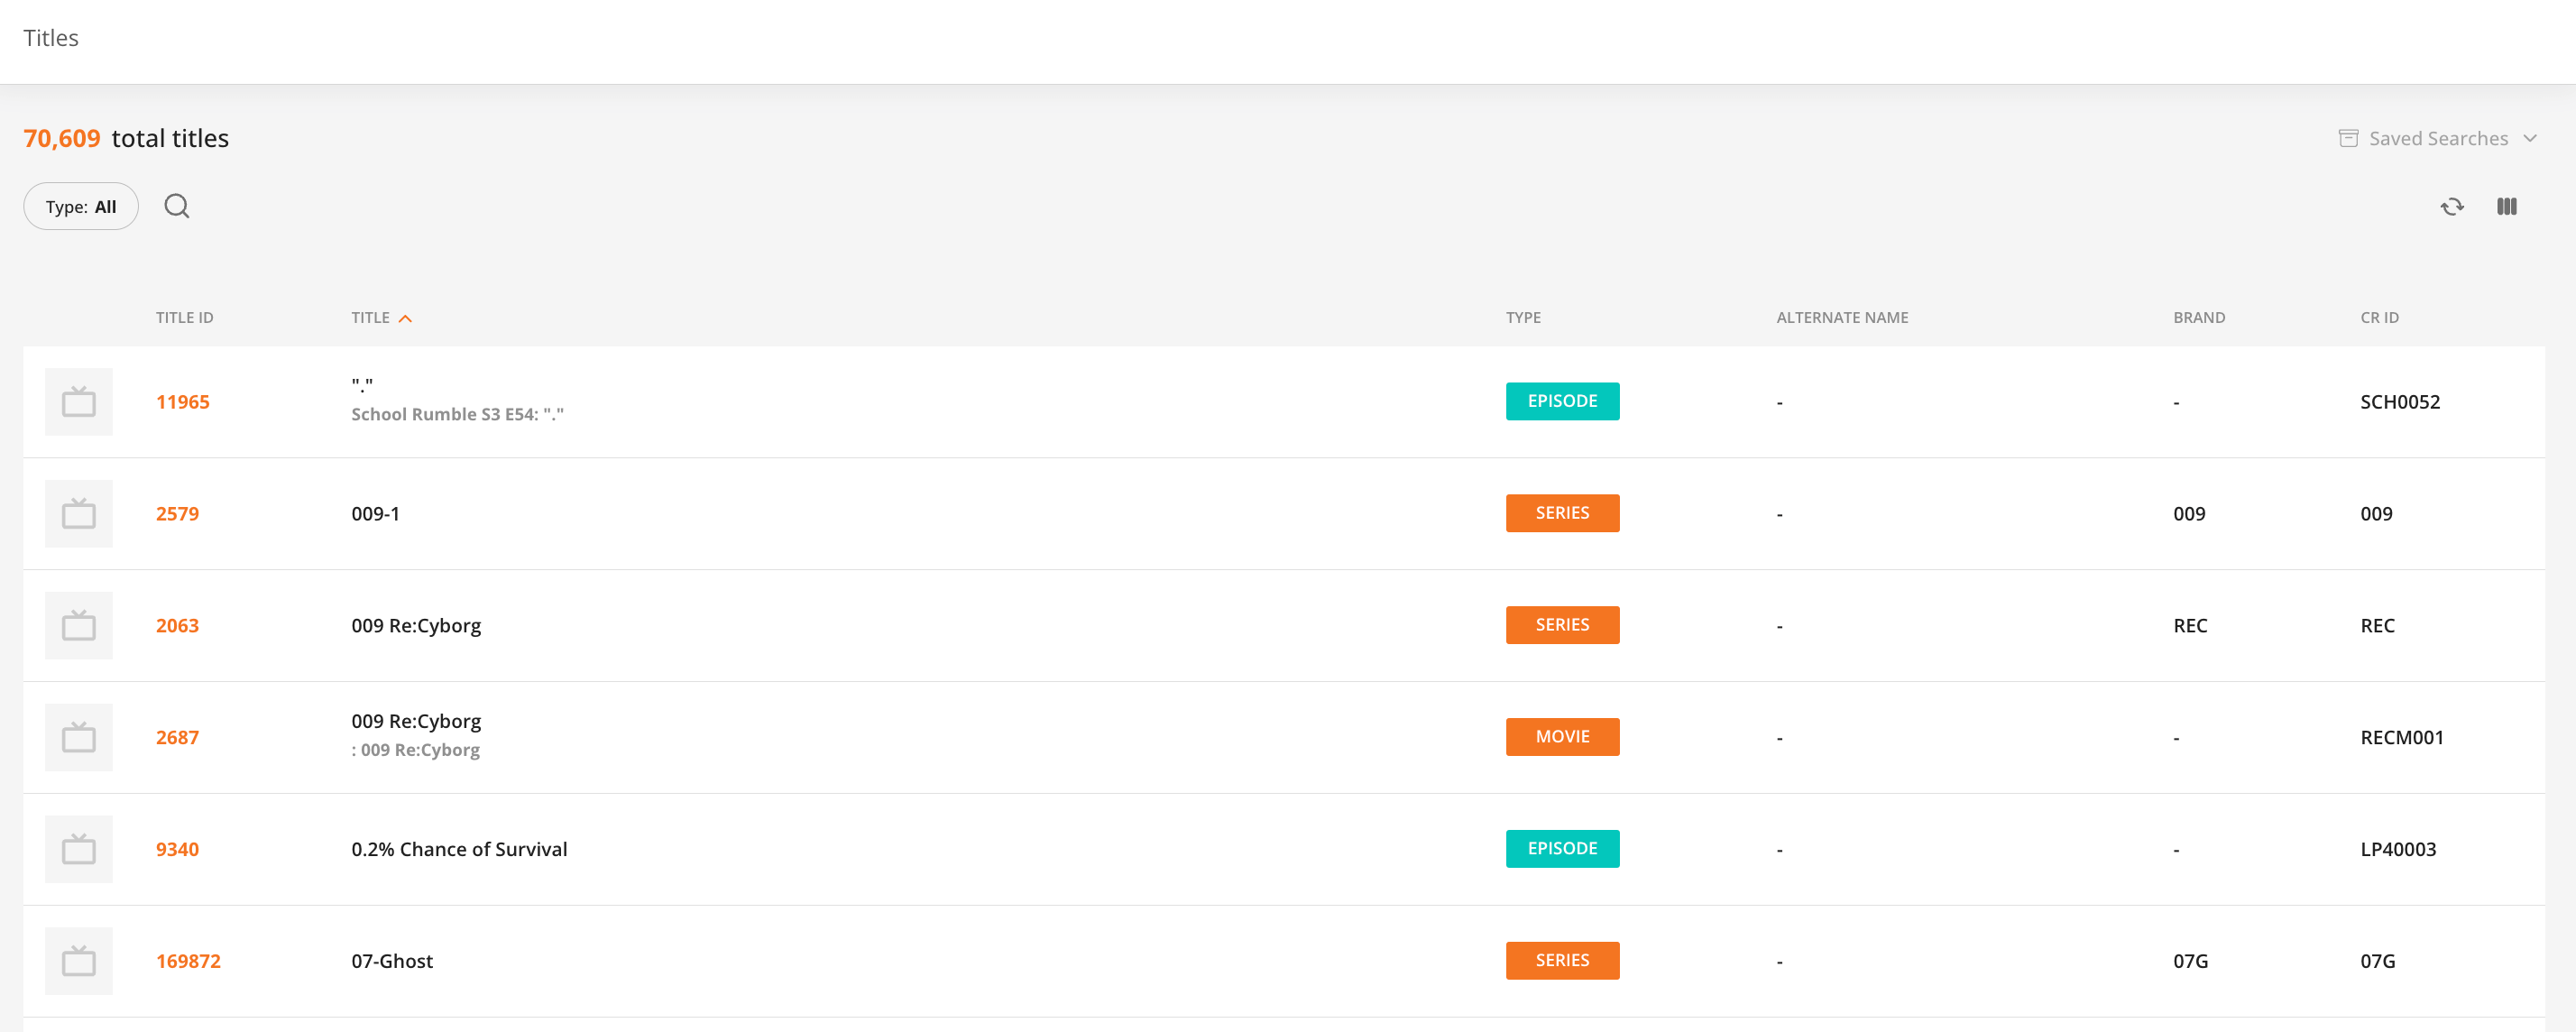 Titles
70,609 total titles
Saved Searches
Type: All
TITLE ID TITLE TYPE ALTERNATE NAME BRAND CR ID
"."
11965 EPISODE - - SCH0052
School Rumble S3 E54: "."
2579 009-1 SERIES - 009 009
2063 009 Re:Cyborg SERIES - REC REC
009 Re:Cyborg
2687 MOVIE - - RECM001
: 009 Re:Cyborg
9340 0.2% Chance of Survival EPISODE - - LP40003
169872 07-Ghost SERIES - 07G 07G